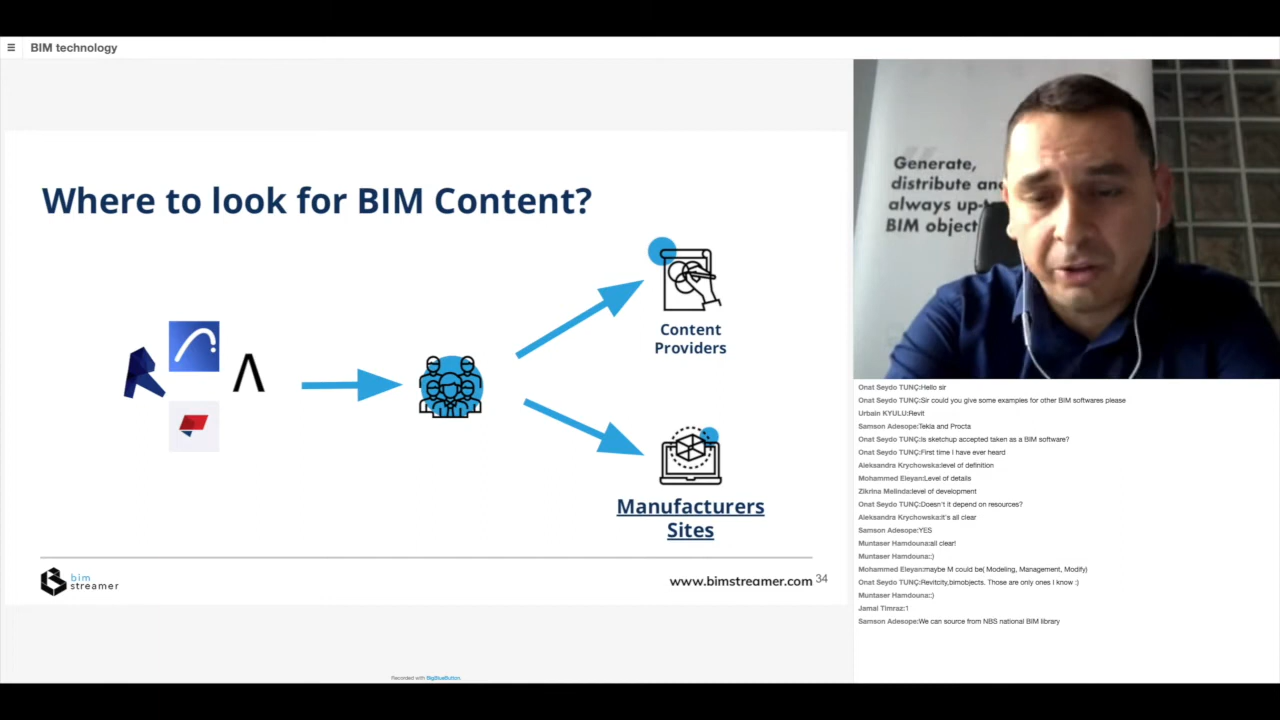 ☰ BIM technology
Where to look for BIM Content?
Content
Providers
Manufacturers
Sites
bim
streamer
www.bimstreamer.com 34
Recorded with BigBlueButton.
Generate,
distribute and
always up-t
BIM object
Onat Seydo TUNÇ:Hello sir
Onat Seydo TUNÇ:Sir could you give some examples for other BIM softwares please
Urbain KYULU:Revit
Samson Adesope:Tekla and Procta
Onat Seydo TUNÇ:Is sketchup accepted taken as a BIM software?
Onat Seydo TUNÇ:First time I have ever heard
Aleksandra Krychowska:level of definition
Mohammed Eleyan:Level of details
Zikrina Melinda:level of development
Onat Seydo TUNÇ:Doesn't it depend on resources?
Aleksandra Krychowska:it's all clear
Samson Adesope:YES
Muntaser Hamdouna:all clear!
Muntaser Hamdouna::)
Mohammed Eleyan:maybe M could be( Modeling, Management, Modify)
Onat Seydo TUNÇ:Revitcity,bimobjects. Those are only ones I know :)
Muntaser Hamdouna::)
Jamal Timraz:1
Samson Adesope:We can source from NBS national BIM library